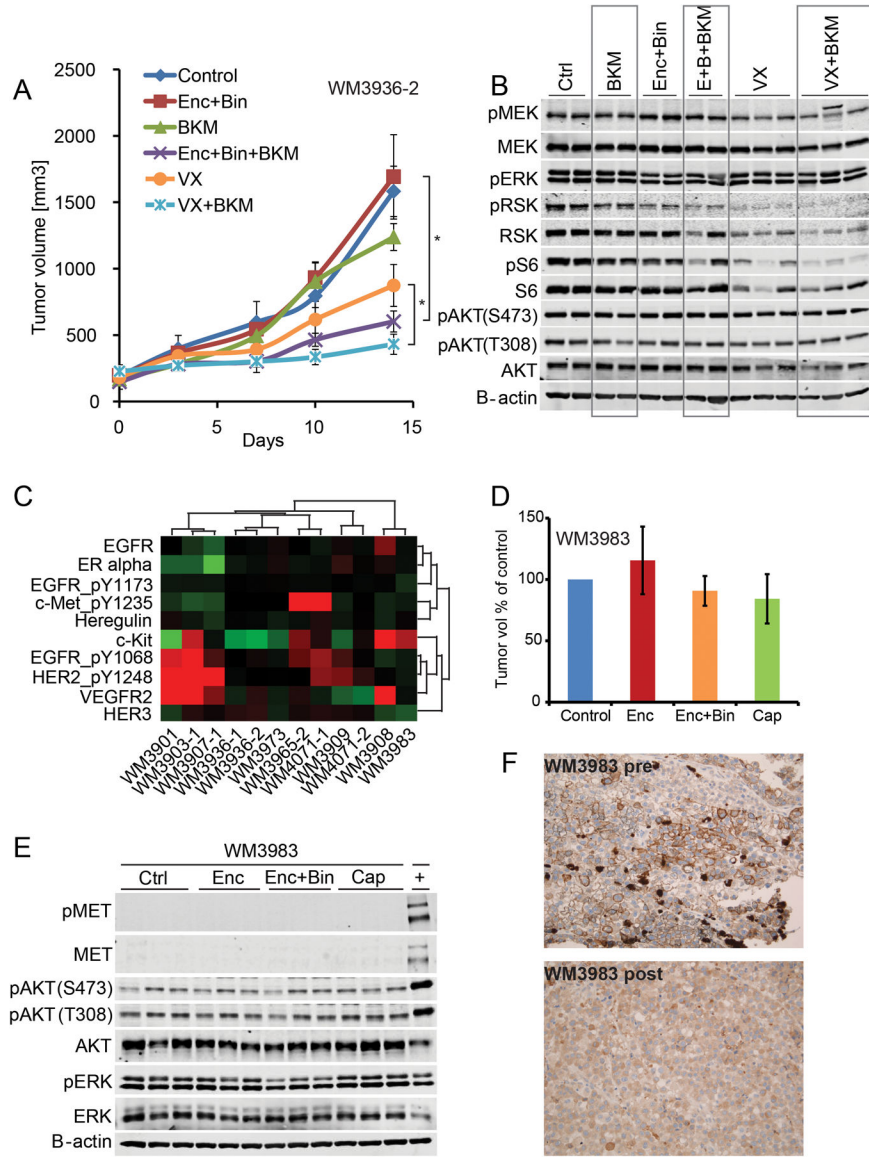 A
WM3936-2
Tumor volume [mm3]
2500
2000
1500
1000
500
0
0
5
10
15
Days
Control
Enc+Bin
BKM
Enc+Bin+BKM
VX
VX+BKM
*
*
B
Ctrl
BKM
Enc+Bin
E+B+BKM
VX
VX+BKM
pMEK
MEK
pERK
pRSK
RSK
pS6
S6
pAKT(S473)
pAKT(T308)
AKT
B-actin
C
EGFR
ER alpha
EGFR_pY1173
c-Met_pY1235
Heregulin
c-Kit
EGFR_pY1068
HER2_pY1248
VEGFR2
HER3
WM3901
WM3903-1
WM3907-1
WM3936-1
WM3936-2
WM3973
WM3965-2
WM4071-1
WM3909
WM4071-2
WM3908
WM3983
D
WM3983
Tumor vol % of control
150
100
50
0
Control
Enc
Enc+Bin
Cap
E
WM3983
Ctrl
Enc
Enc+Bin
Cap
+
pMET
MET
pAKT(S473)
pAKT(T308)
AKT
pERK
ERK
B-actin
F
WM3983 pre
WM3983 post